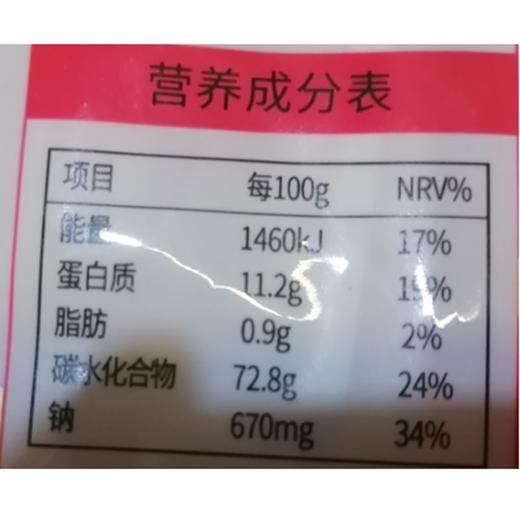 营养成分表
项目 每100g NRV%
能量 1460kJ 17%
蛋白质 11.2g 19%
脂肪 0.9g 2%
碳水化合物 72.8g 24%
钠 670mg 34%